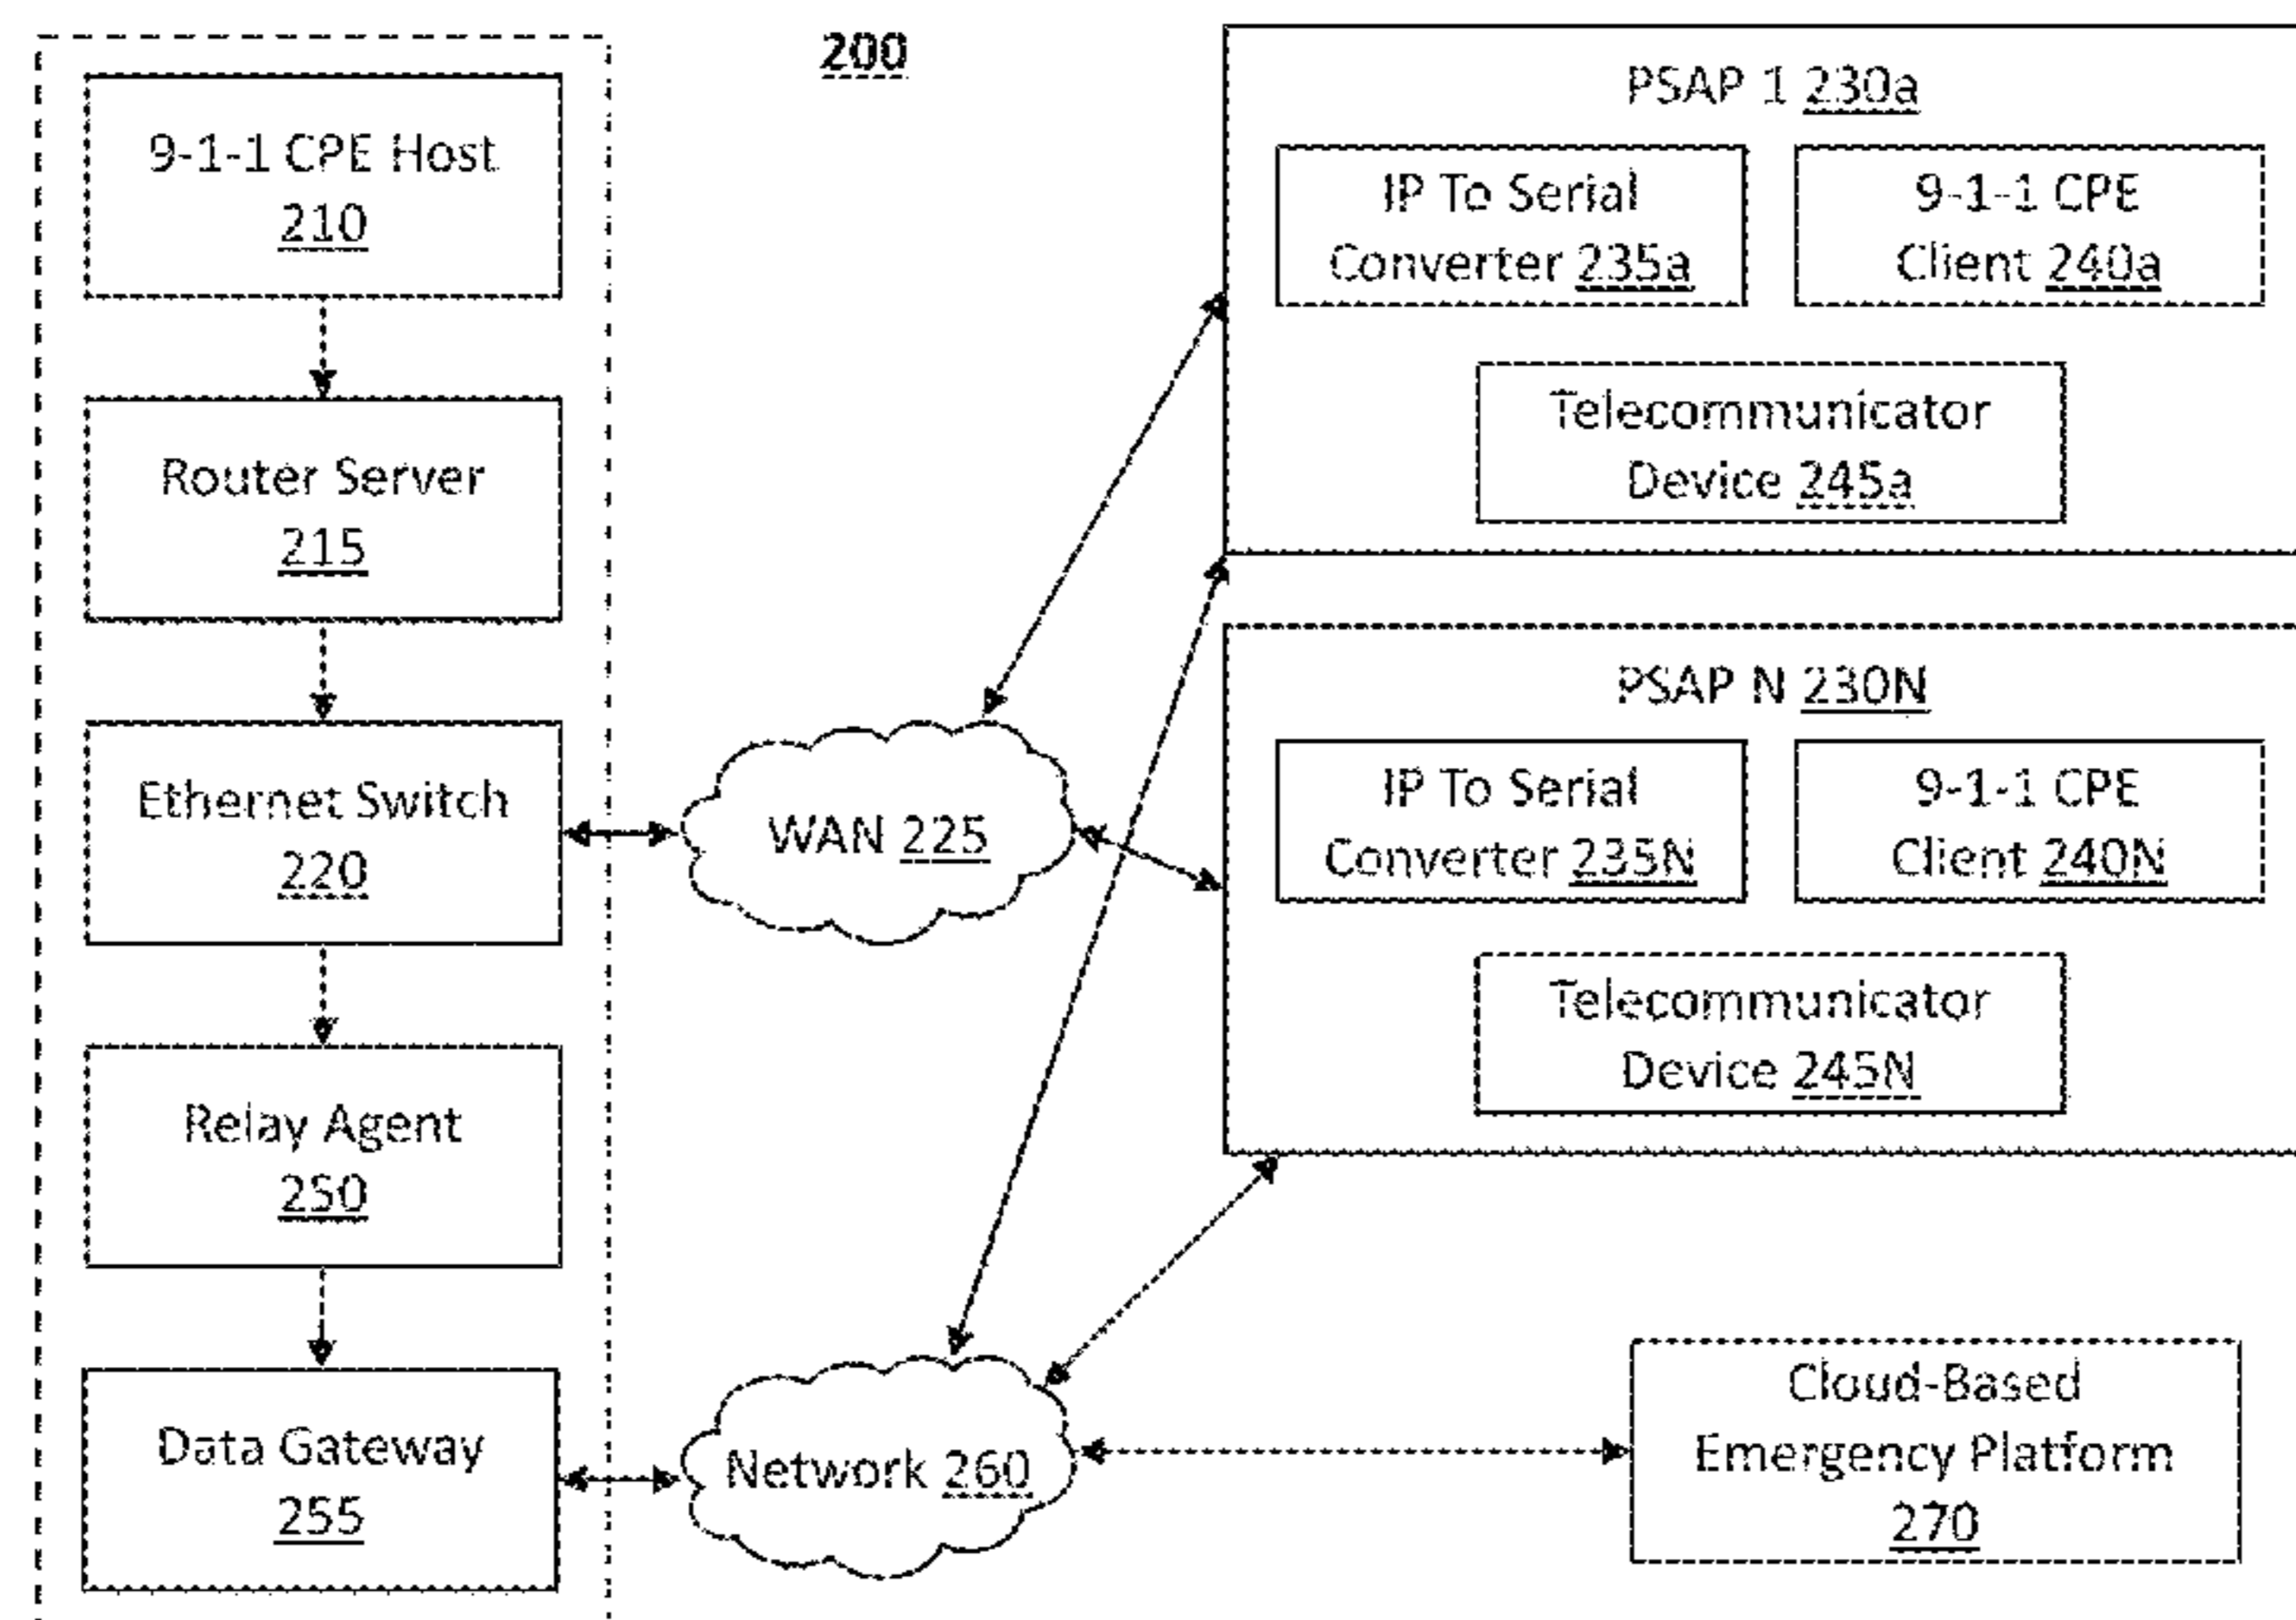 200
9-1-1 CPE Host
210
Router Server
215
Ethernet Switch
220
Relay Agent
250
Data Gateway
255
WAN 225
Network 260
PSAP 1 230a
IP To Serial
Converter 235a
9-1-1 CPE
Client 240a
Telecommunicator
Device 245a
PSAP N 230N
IP To Serial
Converter 235N
9-1-1 CPE
Client 240N
Telecommunicator
Device 245N
Cloud-Based
Emergency Platform
270